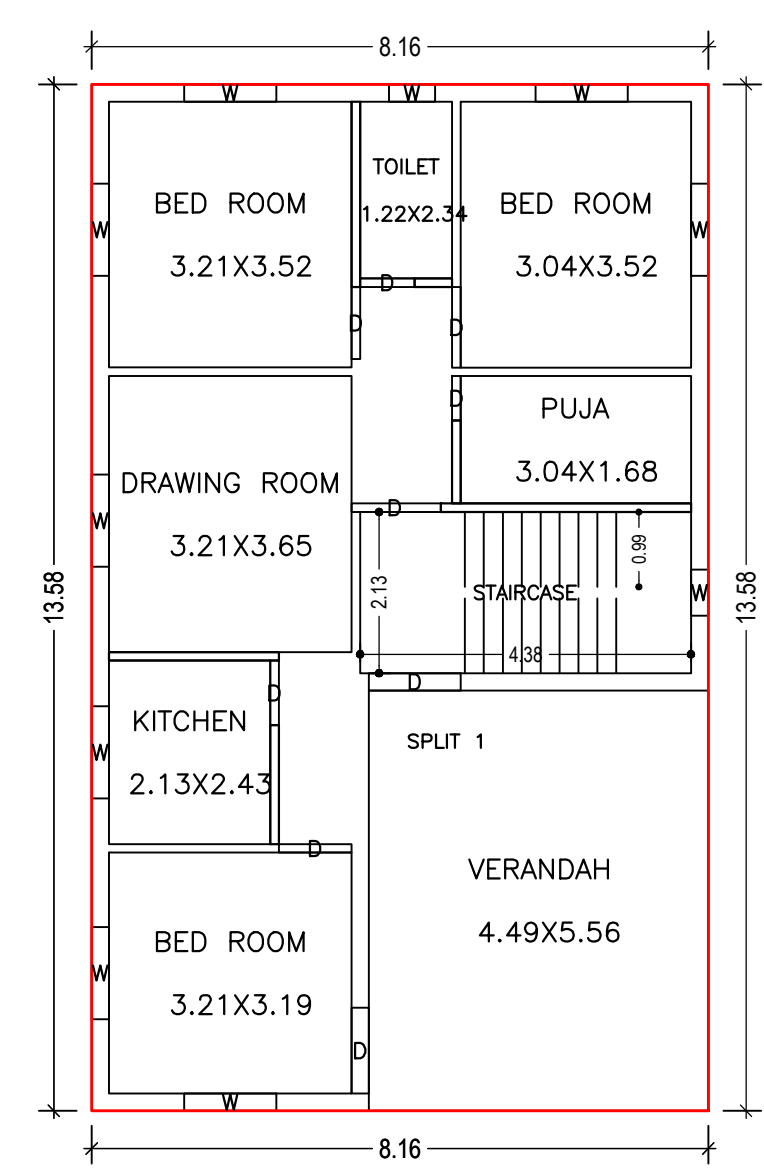 8.16
W W W
TOILET
1.22X2.34
BED ROOM
3.21X3.52
BED ROOM
3.04X3.52
W
W
D
D
D
D
PUJA
3.04X1.68
DRAWING ROOM
3.21X3.65
W
D
0.99
2.13
STAIRCASE
W
4.38
13.58
13.58
D
D
SPLIT 1
KITCHEN
2.13X2.43
W
D
VERANDAH
4.49X5.56
BED ROOM
3.21X3.19
W
D
W
8.16